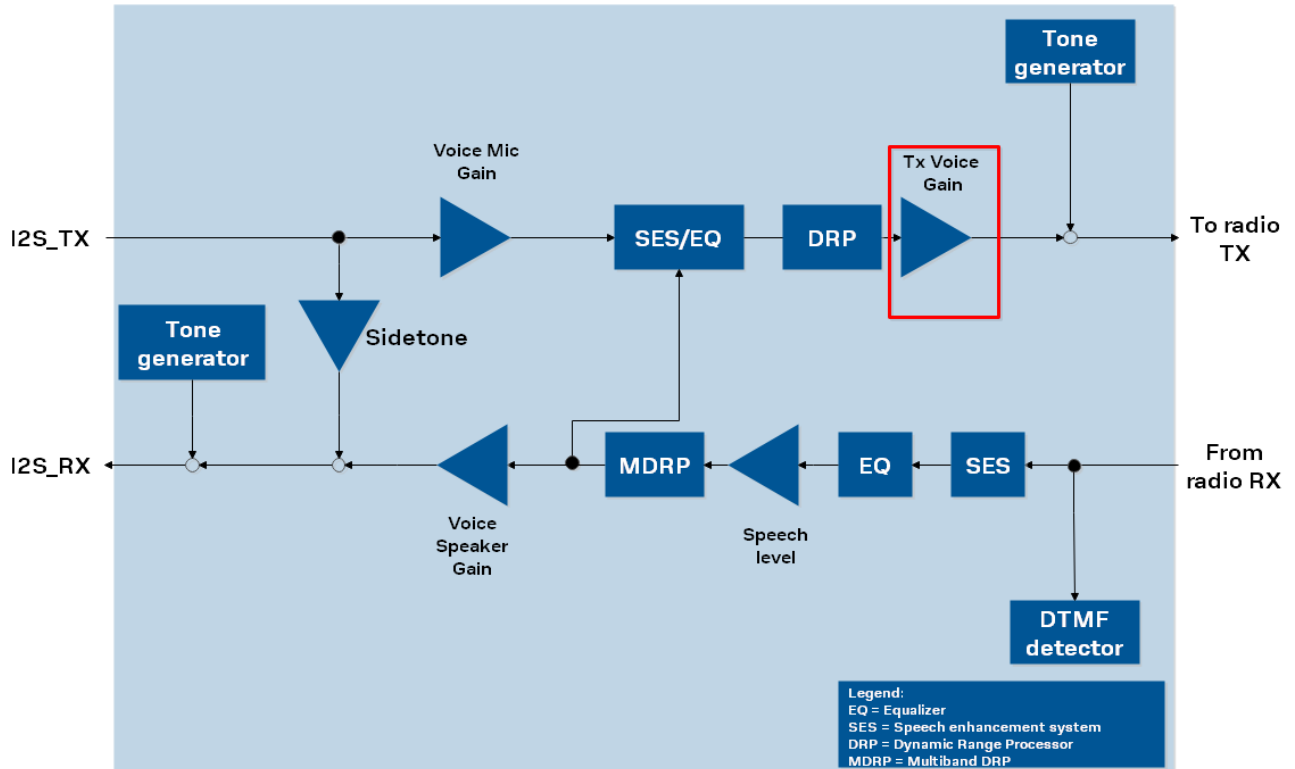 Tone
generator
Voice Mic
Gain
Tx Voice
Gain
I2S_TX
SES/EQ
DRP
To radio
TX
Tone
generator
Sidetone
I2S_RX
MDRP
EQ
SES
From
radio RX
Voice
Speaker
Gain
Speech
level
DTMF
detector
Legend:
EQ = Equalizer
SES = Speech enhancement system
DRP = Dynamic Range Processor
MDRP = Multiband DRP